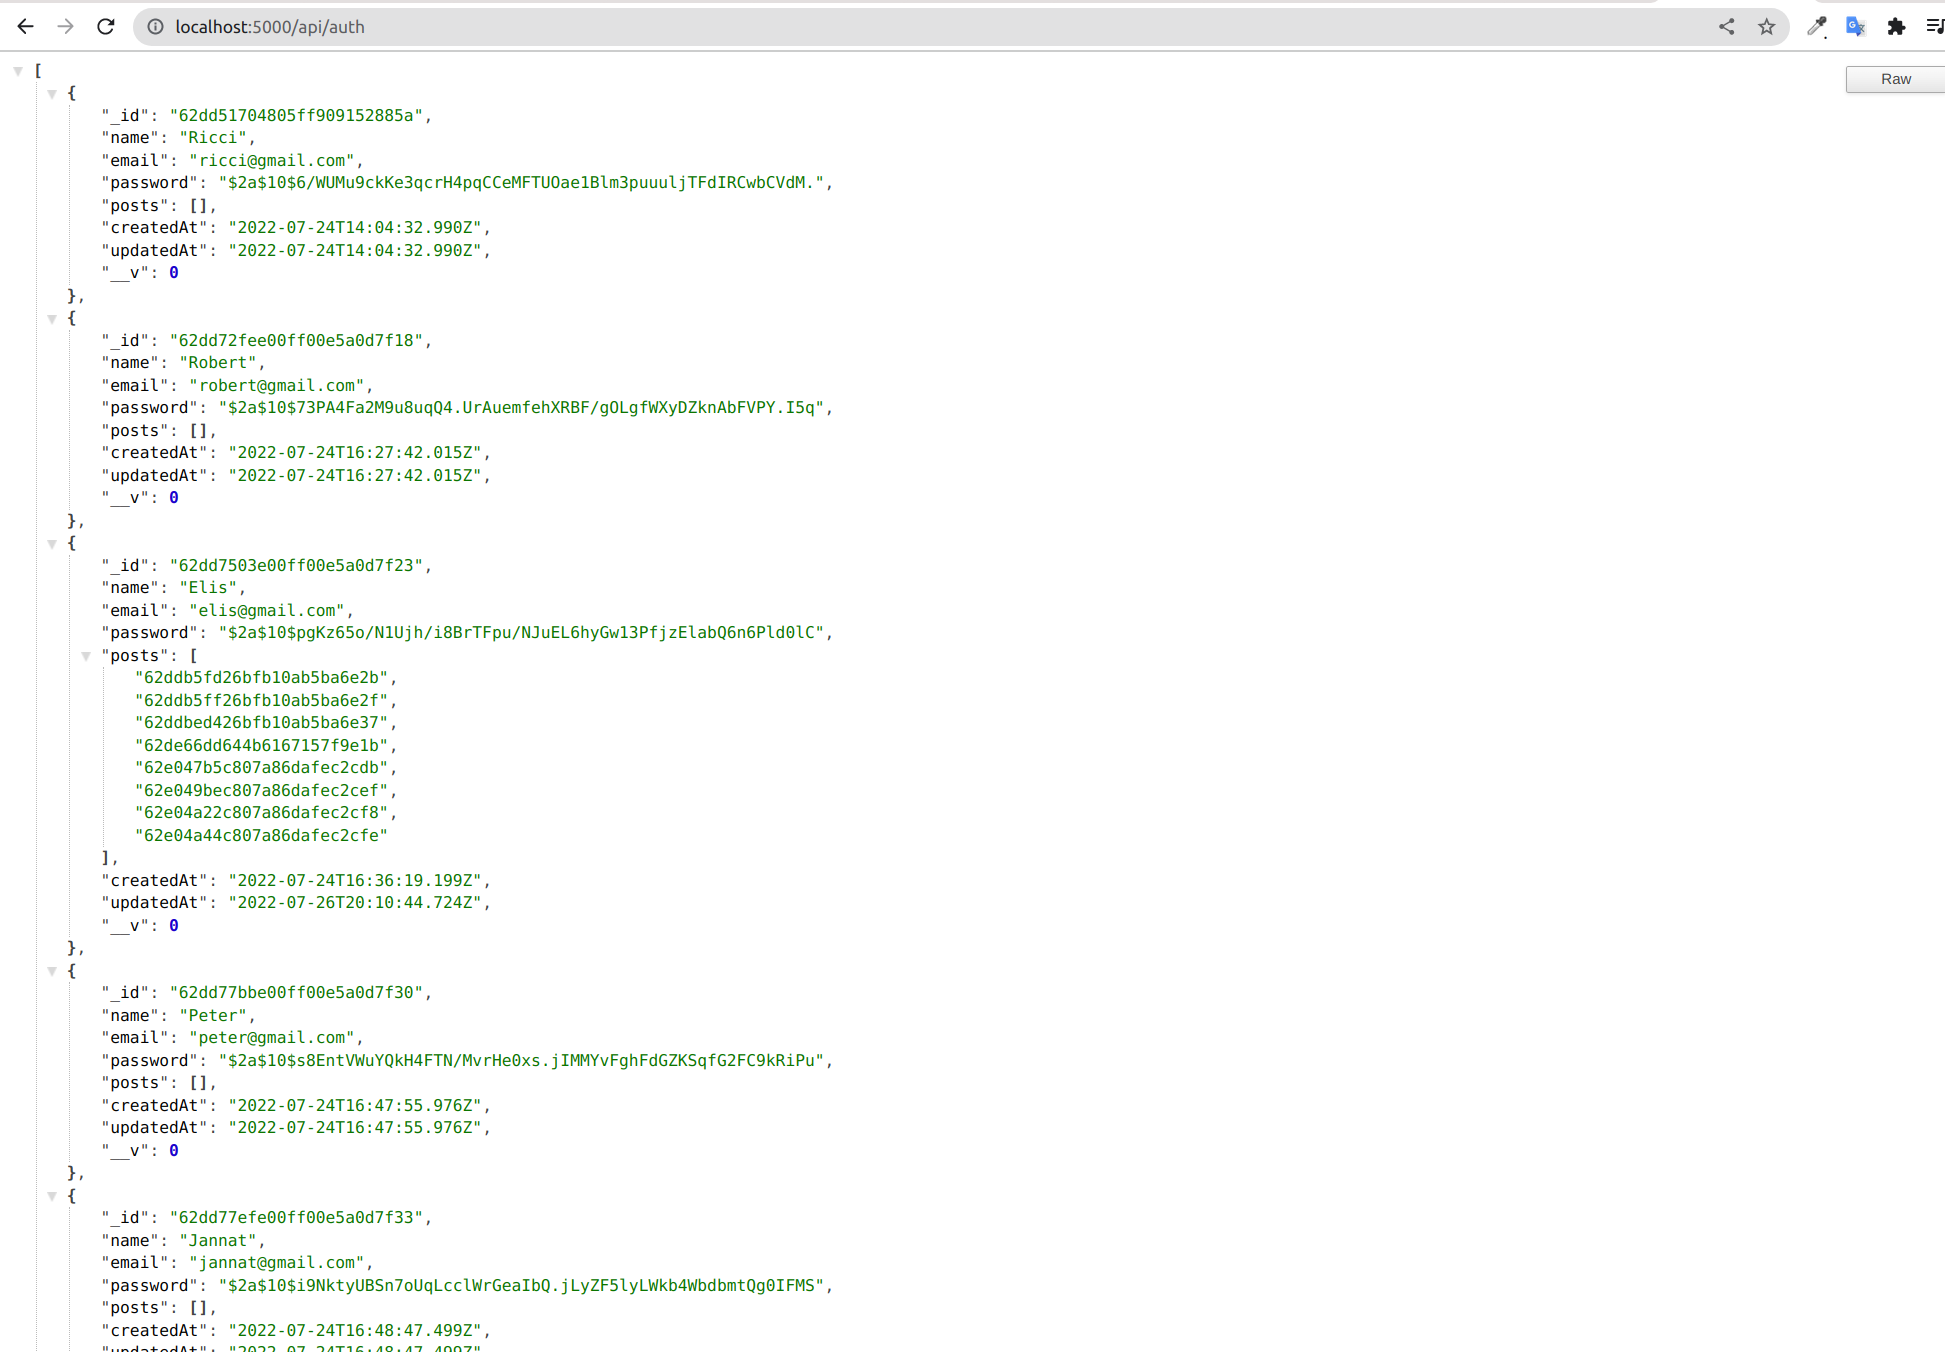 localhost:5000/api/auth
Raw
[
{
"_id": "62dd51704805ff909152885a",
"name": "Ricci",
"email": "ricci@gmail.com",
"password": "$2a$10$6/WUMu9ckKe3qcrH4pqCCeMFTUOae1Blm3puuuljTFdIRCwbCVdM.",
"posts": [],
"createdAt": "2022-07-24T14:04:32.990Z",
"updatedAt": "2022-07-24T14:04:32.990Z",
"__v": 0
},
{
"_id": "62dd72fee00ff00e5a0d7f18",
"name": "Robert",
"email": "robert@gmail.com",
"password": "$2a$10$73PA4Fa2M9u8uqQ4.UrAuemfehXRBF/gOLgfWXyDZknAbFVPY.I5q",
"posts": [],
"createdAt": "2022-07-24T16:27:42.015Z",
"updatedAt": "2022-07-24T16:27:42.015Z",
"__v": 0
},
{
"_id": "62dd7503e00ff00e5a0d7f23",
"name": "Elis",
"email": "elis@gmail.com",
"password": "$2a$10$pgKz65o/N1Ujh/i8BrTFpu/NJuEL6hyGw13PfjzElabQ6n6Pld0lC",
"posts": [
"62ddb5fd26bfb10ab5ba6e2b",
"62ddb5ff26bfb10ab5ba6e2f",
"62ddbed426bfb10ab5ba6e37",
"62de66dd644b6167157f9e1b",
"62e047b5c807a86dafec2cdb",
"62e049bec807a86dafec2cef",
"62e04a22c807a86dafec2cf8",
"62e04a44c807a86dafec2cfe"
],
"createdAt": "2022-07-24T16:36:19.199Z",
"updatedAt": "2022-07-26T20:10:44.724Z",
"__v": 0
},
{
"_id": "62dd77bbe00ff00e5a0d7f30",
"name": "Peter",
"email": "peter@gmail.com",
"password": "$2a$10$s8EntVWuYQkH4FTN/MvrHe0xs.jIMMYvFghFdGZKSqfG2FC9kRiPu",
"posts": [],
"createdAt": "2022-07-24T16:47:55.976Z",
"updatedAt": "2022-07-24T16:47:55.976Z",
"__v": 0
},
{
"_id": "62dd77efe00ff00e5a0d7f33",
"name": "Jannat",
"email": "jannat@gmail.com",
"password": "$2a$10$i9NktyUBSn7oUqLcclWrGeaIbQ.jLyZF5lyLWkb4WbdbmtQg0IFMS",
"posts": [],
"createdAt": "2022-07-24T16:48:47.499Z",
"updatedAt": "2022-07-24T16:48:47.499Z",